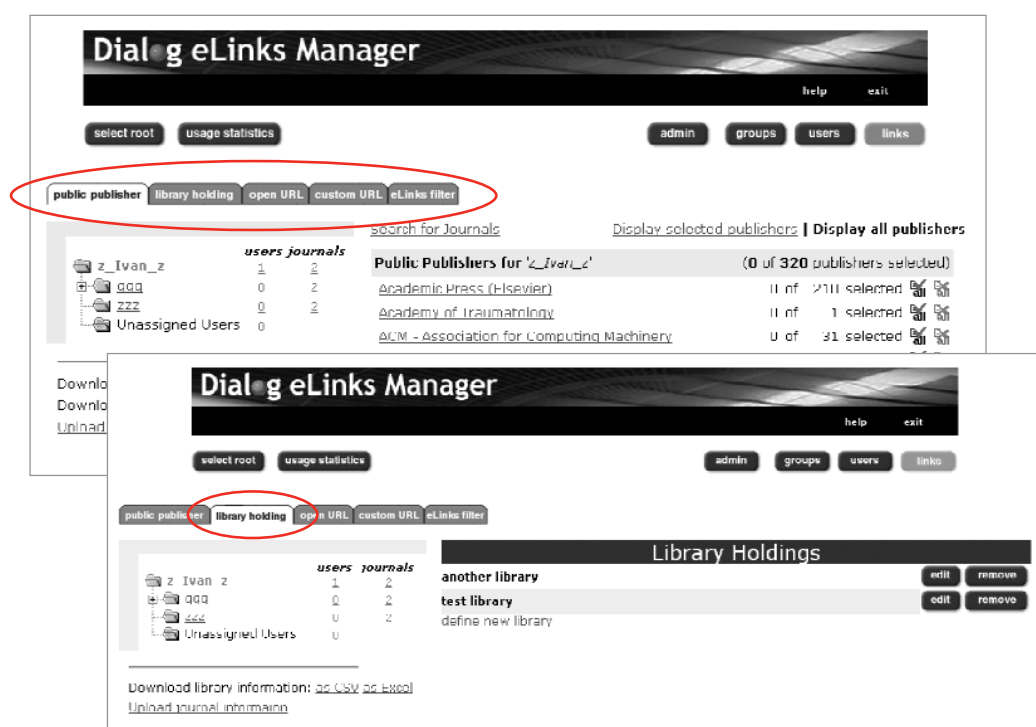 Dialog eLinks Manager
help exit
select root usage statistics admin groups users links
public publisher library holding open URL custom URL eLinks filter
Search for Journals Display selected publishers | Display all publishers
users journals
z_Ivan_z 1 2
qqq 0 2
zzz 0 2
Unassigned Users 0
Public Publishers for 'z_Ivan_z' (0 of 320 publishers selected)
Academic Press (Elsevier) 0 of 210 selected
Academy of Traumatology 0 of 1 selected
ACM - Association for Computing Machinery 0 of 31 selected
Downlo
Downlo
Upload
Dialog eLinks Manager
help exit
select root usage statistics admin groups users links
public publisher library holding open URL custom URL eLinks filter
users journals
z_Ivan_z 1 2
qqq 0 2
zzz 0 2
Unassigned Users 0
Library Holdings
another library edit remove
test library edit remove
define new library
Download library information: as CSV as Excel
Upload journal informaion